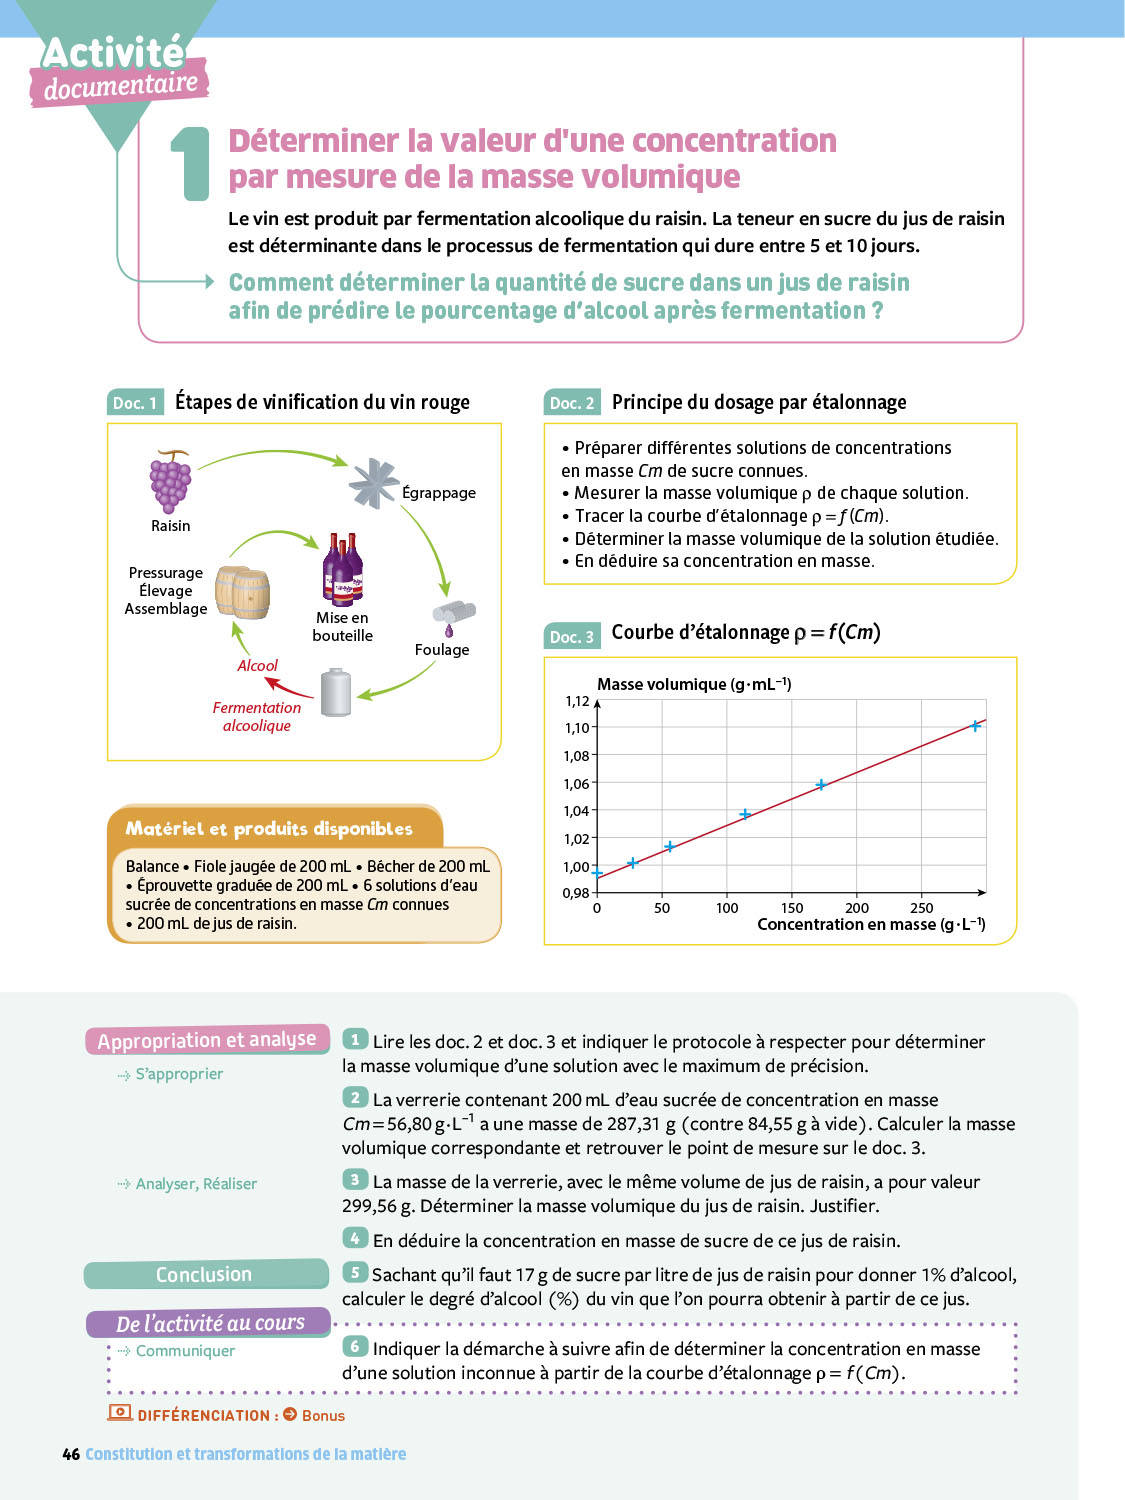 Activité
documentaire
1
Déterminer la valeur d'une concentration
par mesure de la masse volumique
Le vin est produit par fermentation alcoolique du raisin. La teneur en sucre du jus de raisin
est déterminante dans le processus de fermentation qui dure entre 5 et 10 jours.
Comment déterminer la quantité de sucre dans un jus de raisin
afin de prédire le pourcentage d'alcool après fermentation ?
Doc. 1 Étapes de vinification du vin rouge
Raisin
Égrappage
Pressurage
Élevage
Assemblage
Mise en
bouteille
Foulage
Alcool
Fermentation
alcoolique
Matériel et produits disponibles
Balance • Fiole jaugée de 200 mL • Bécher de 200 mL
• Éprouvette graduée de 200 mL • 6 solutions d'eau
sucrée de concentrations en masse Cm connues
• 200 mL de jus de raisin.
Doc. 2 Principe du dosage par étalonnage
• Préparer différentes solutions de concentrations
en masse Cm de sucre connues.
• Mesurer la masse volumique ρ de chaque solution.
• Tracer la courbe d'étalonnage ρ = f (Cm).
• Déterminer la masse volumique de la solution étudiée.
• En déduire sa concentration en masse.
Doc. 3 Courbe d'étalonnage ρ = f (Cm)
Masse volumique (g·mL⁻¹)
1,12
1,10
1,08
1,06
1,04
1,02
1,00
0,98
0 50 100 150 200 250
Concentration en masse (g·L⁻¹)
Appropriation et analyse
S'approprier
1 Lire les doc. 2 et doc. 3 et indiquer le protocole à respecter pour déterminer
la masse volumique d'une solution avec le maximum de précision.
2 La verrerie contenant 200 mL d'eau sucrée de concentration en masse
Cm = 56,80 g·L⁻¹ a une masse de 287,31 g (contre 84,55 g à vide). Calculer la masse
volumique correspondante et retrouver le point de mesure sur le doc. 3.
Analyser, Réaliser
3 La masse de la verrerie, avec le même volume de jus de raisin, a pour valeur
299,56 g. Déterminer la masse volumique du jus de raisin. Justifier.
4 En déduire la concentration en masse de sucre de ce jus de raisin.
Conclusion
5 Sachant qu'il faut 17 g de sucre par litre de jus de raisin pour donner 1% d'alcool,
calculer le degré d'alcool (%) du vin que l'on pourra obtenir à partir de ce jus.
De l'activité au cours
Communiquer
6 Indiquer la démarche à suivre afin de déterminer la concentration en masse
d'une solution inconnue à partir de la courbe d'étalonnage ρ = f (Cm).
DIFFÉRENCIATION : Bonus
46 Constitution et transformations de la matière